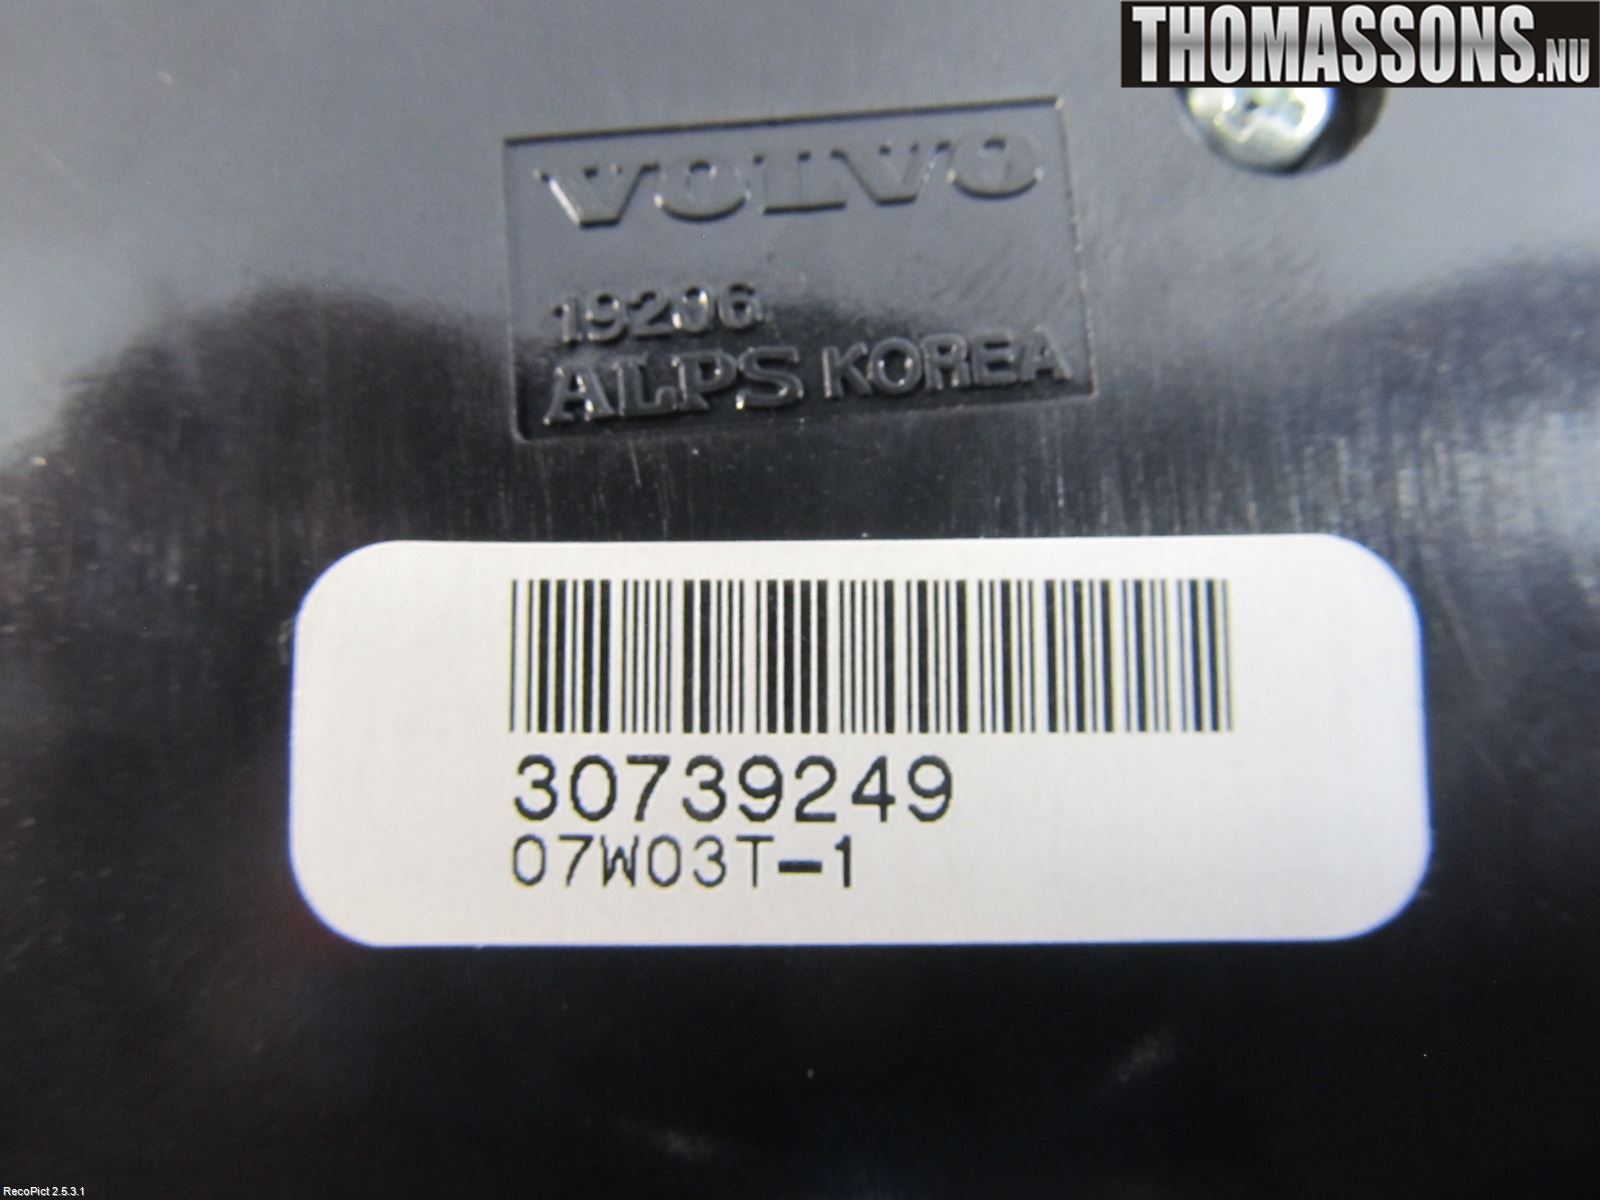 THOMASSONS.NU
VOLVO
19206
ALPS KOREA
30739249
07W03T-1
RecoPict 2.5.3.1